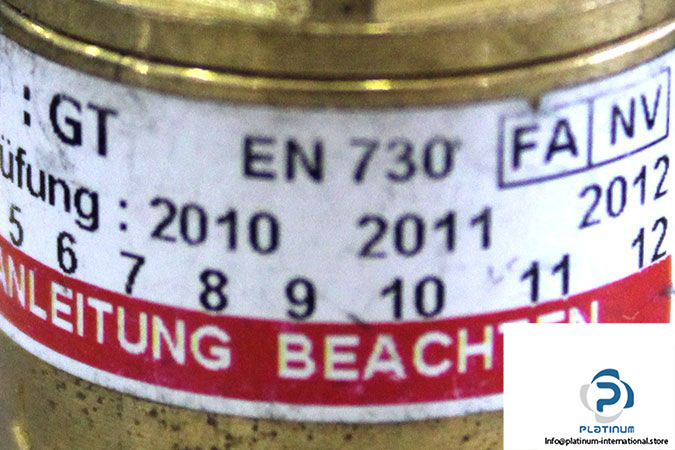 : GT EN 730 FA NV
üfung : 2010 2011 2012
5 6 7 8 9 10 11 12
ANLEITUNG BEACHTEN
PLATINUM
Info@platinum-international.store